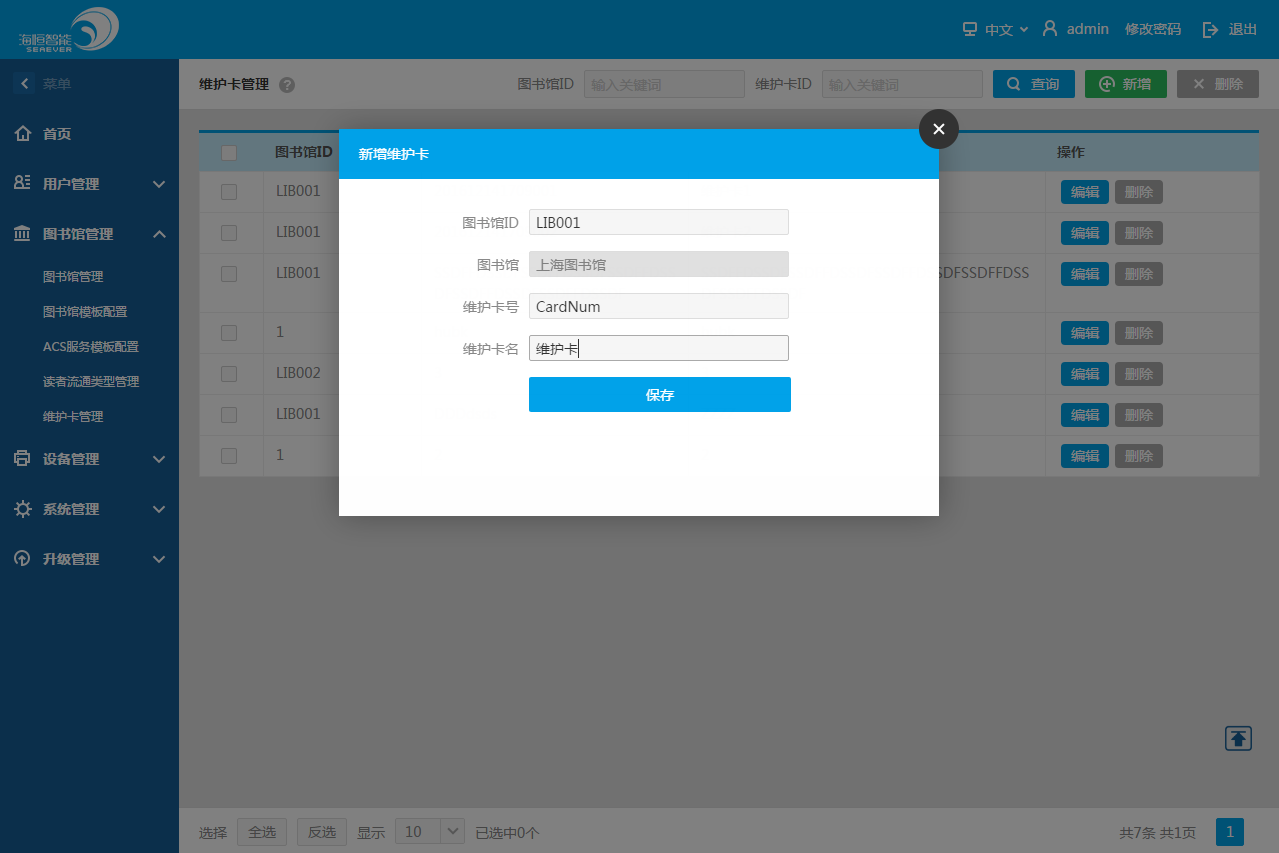 海恒智能
SEAEVER
中文 admin 修改密码 退出
菜单
首页
用户管理
图书馆管理
图书馆管理
图书馆模板配置
ACS服务模板配置
读者流通类型管理
维护卡管理
设备管理
系统管理
升级管理
维护卡管理 ? 图书馆ID 输入关键词 维护卡ID 输入关键词 查询 新增 删除
图书馆ID 操作
LIB001 编辑 删除
LIB001 编辑 删除
LIB001 SDFSSDFFDSS 编辑 删除
1 编辑 删除
LIB002 编辑 删除
LIB001 编辑 删除
1 编辑 删除
新增维护卡
图书馆ID LIB001
图书馆 上海图书馆
维护卡号 CardNum
维护卡名 维护卡
保存
选择 全选 反选 显示 10 已选中0个 共7条 共1页 1